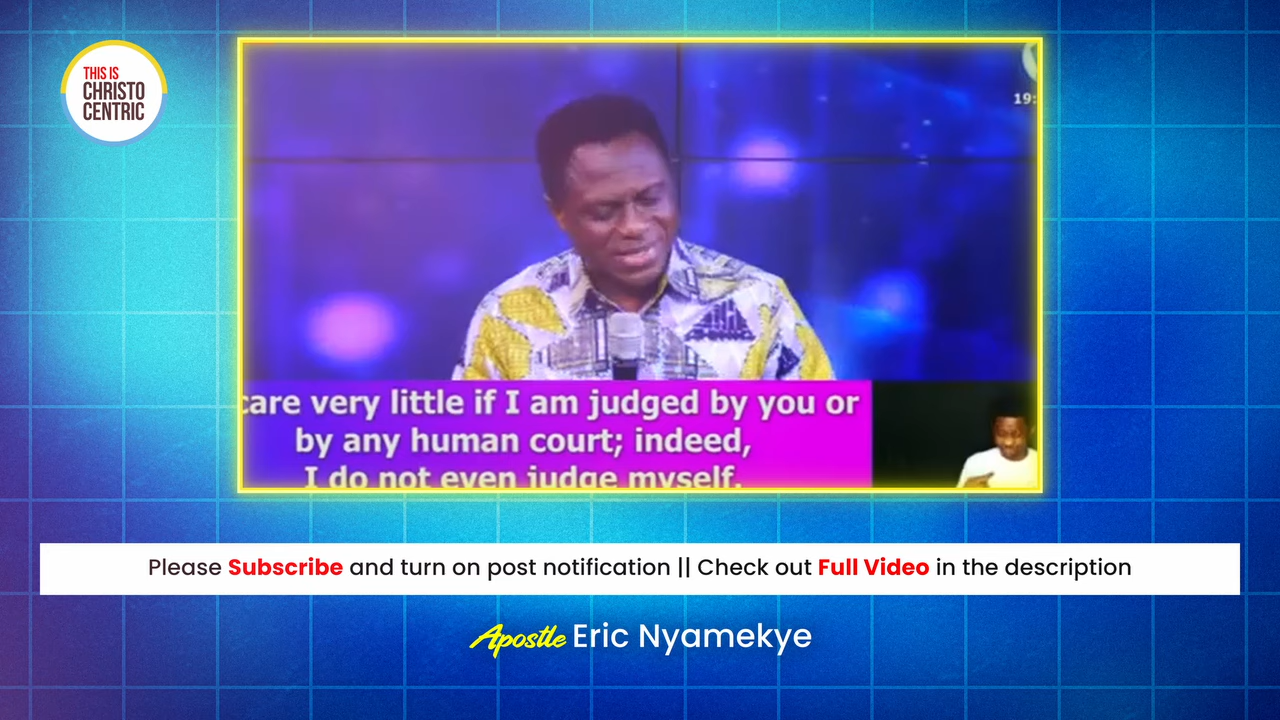 THIS IS
CHRISTO
CENTRIC
19:
care very little if I am judged by you or
by any human court; indeed,
I do not even judge myself.
Please Subscribe and turn on post notification || Check out Full Video in the description
Apostle Eric Nyamekye